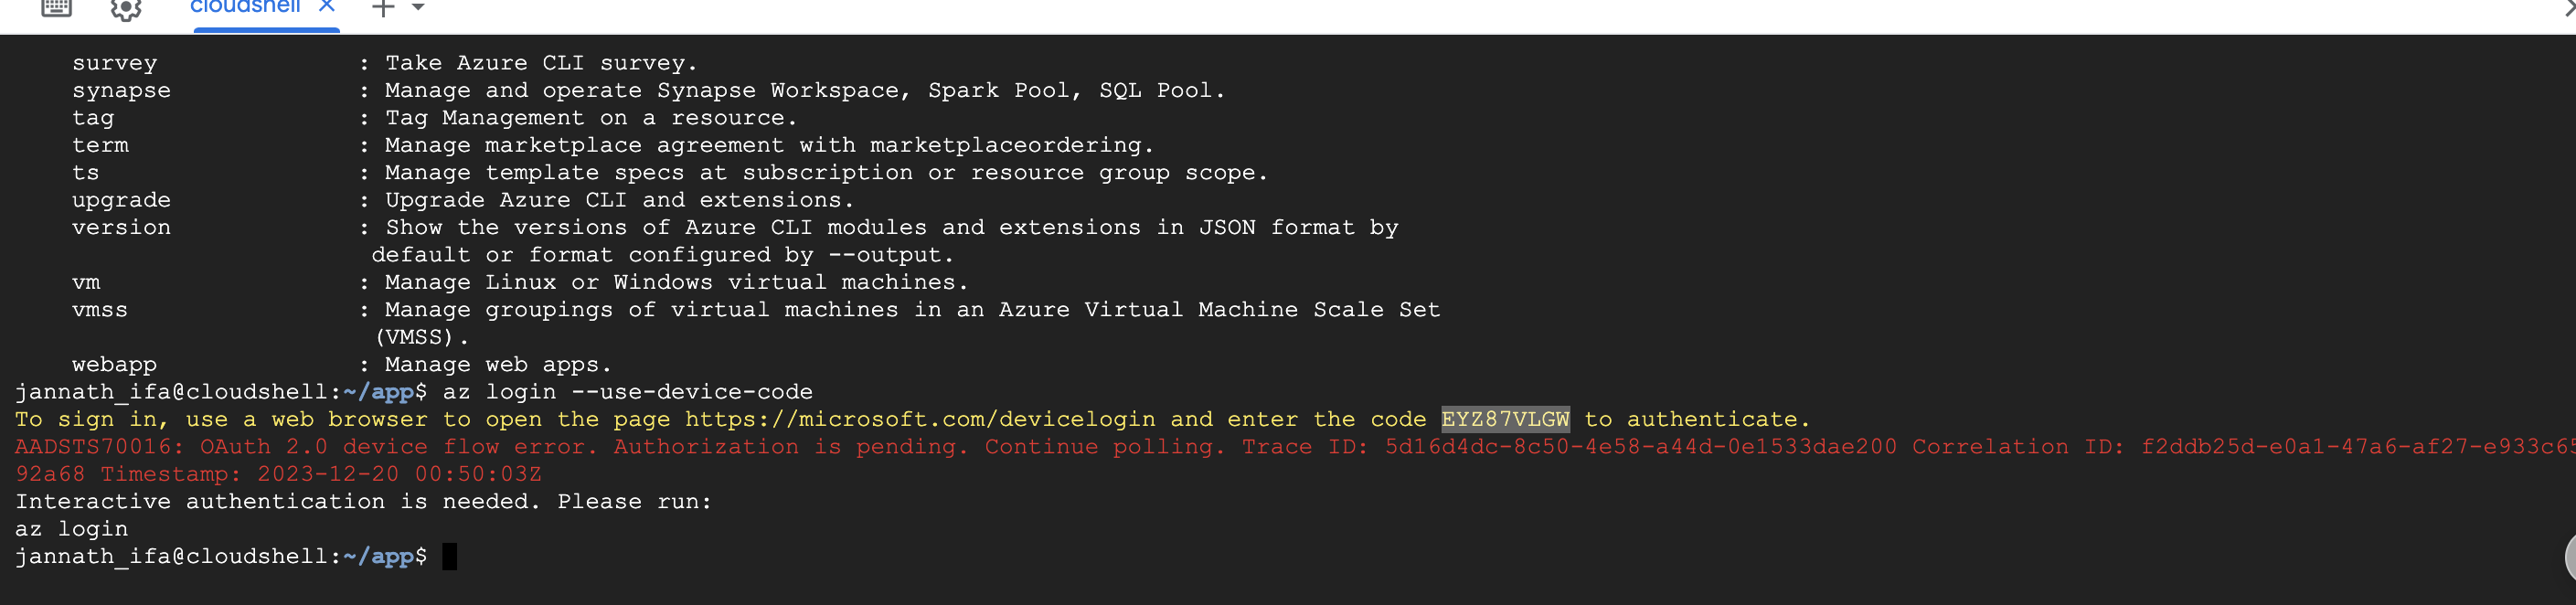 cloudshell
survey : Take Azure CLI survey.
synapse : Manage and operate Synapse Workspace, Spark Pool, SQL Pool.
tag : Tag Management on a resource.
term : Manage marketplace agreement with marketplaceordering.
ts : Manage template specs at subscription or resource group scope.
upgrade : Upgrade Azure CLI and extensions.
version : Show the versions of Azure CLI modules and extensions in JSON format by
default or format configured by --output.
vm : Manage Linux or Windows virtual machines.
vmss : Manage groupings of virtual machines in an Azure Virtual Machine Scale Set
(VMSS).
webapp : Manage web apps.
jannath_ifa@cloudshell:~/app$ az login --use-device-code
To sign in, use a web browser to open the page https://microsoft.com/devicelogin and enter the code EYZ87VLGW to authenticate.
AADSTS70016: OAuth 2.0 device flow error. Authorization is pending. Continue polling. Trace ID: 5d16d4dc-8c50-4e58-a44d-0e1533dae200 Correlation ID: f2ddb25d-e0a1-47a6-af27-e933c65
92a68 Timestamp: 2023-12-20 00:50:03Z
Interactive authentication is needed. Please run:
az login
jannath_ifa@cloudshell:~/app$